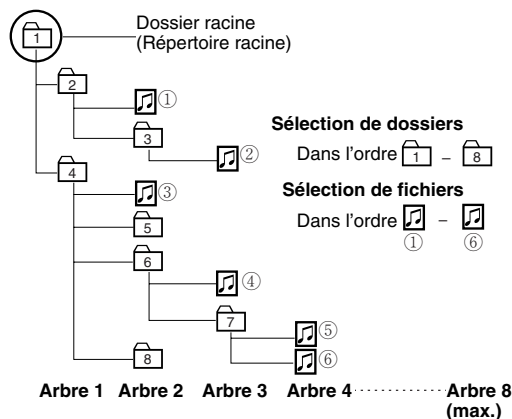 Dossier racine
(Répertoire racine)
1
2
①
3
②
4
③
5
6
④
7
⑤
⑥
8
Sélection de dossiers
Dans l'ordre 1 – 8
Sélection de fichiers
Dans l'ordre –
① ⑥
Arbre 1 Arbre 2 Arbre 3 Arbre 4 Arbre 8
(max.)